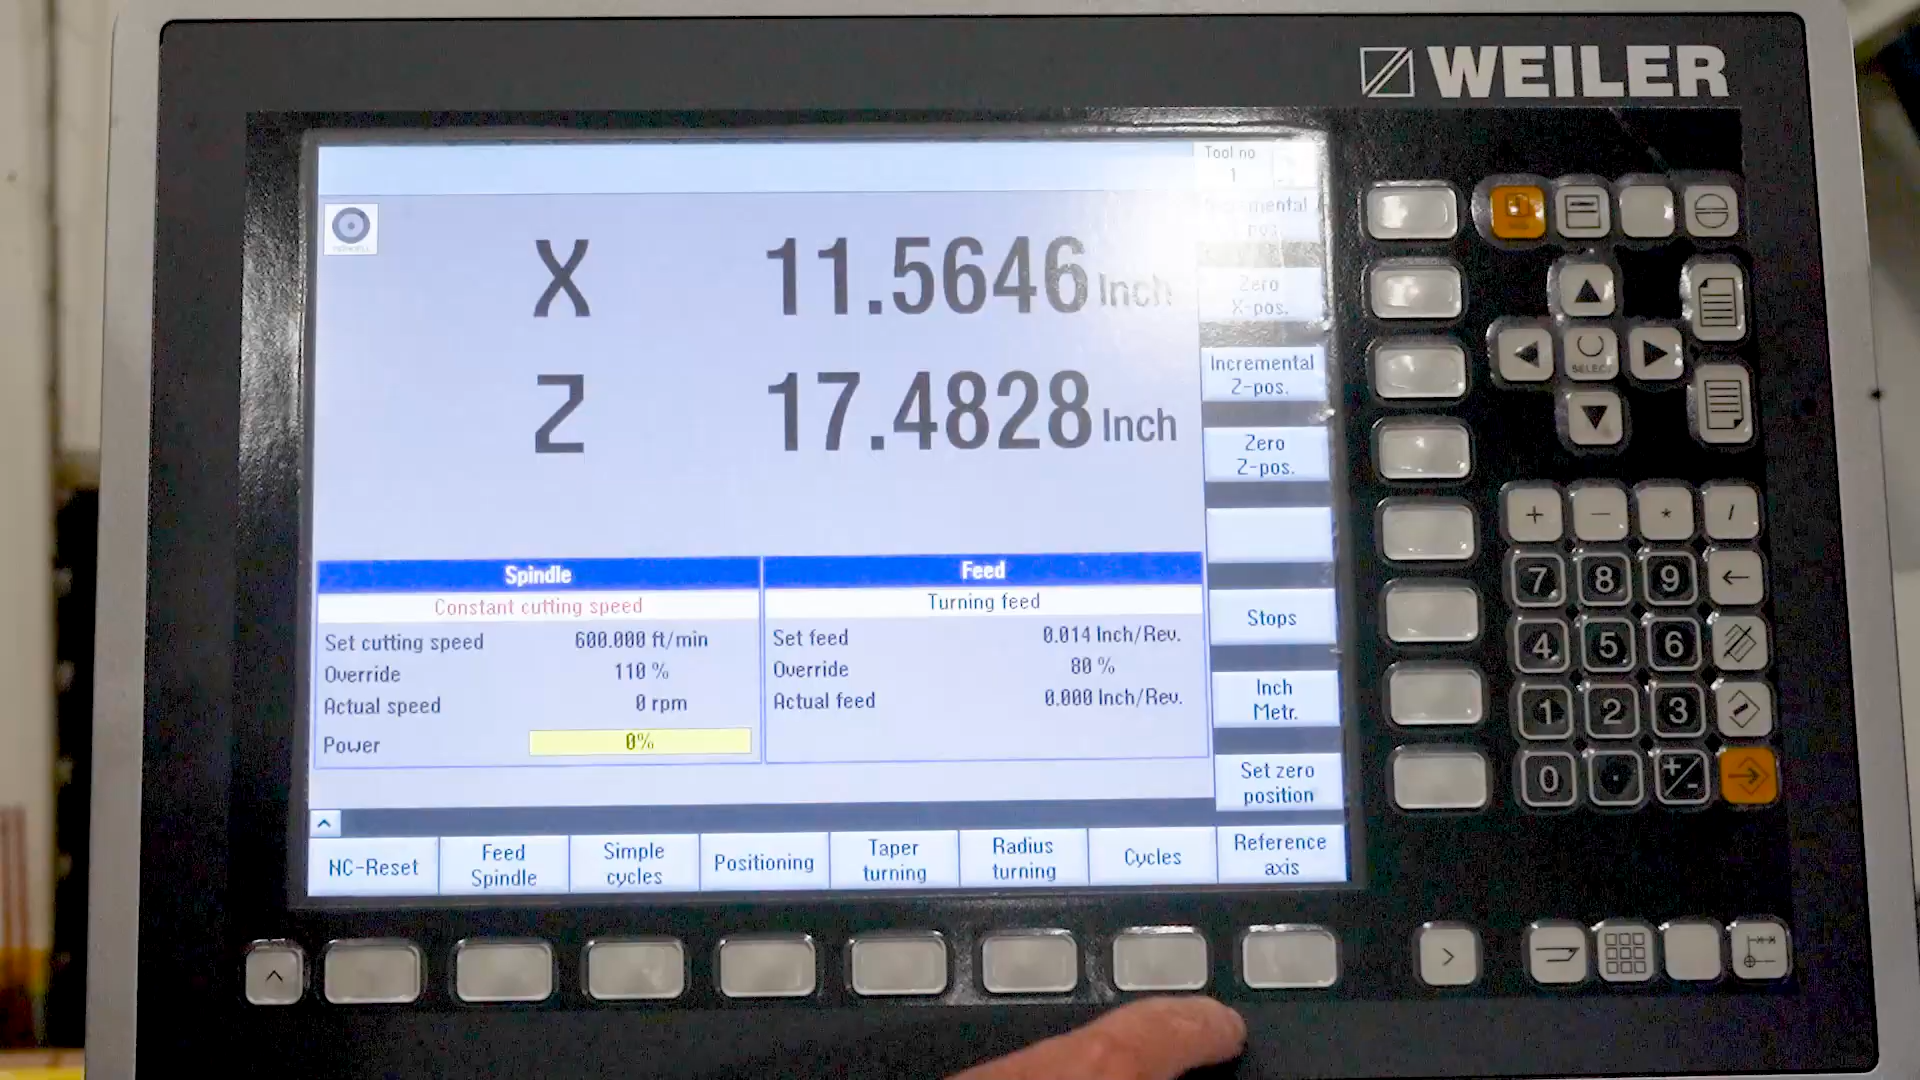 WEILER
Tool no
1
X 11.5646 Inch
pos.
Zero
X-pos.
Z 17.4828 Inch
Incremental
Z-pos.
Zero
Z-pos.
Spindle
Constant cutting speed
Set cutting speed 600.000 ft/min
Override 110 %
Actual speed 0 rpm
Power 0%
Feed
Turning feed
Set feed 0.014 Inch/Rev.
Override 80 %
Actual feed 0.000 Inch/Rev.
Stops
Inch
Metr.
Set zero
position
NC-Reset
Feed
Spindle
Simple
cycles
Positioning
Taper
turning
Radius
turning
Cycles
Reference
axis
SELECT
+ - * /
7 8 9 ←
4 5 6
1 2 3
0 . +/-
^
>